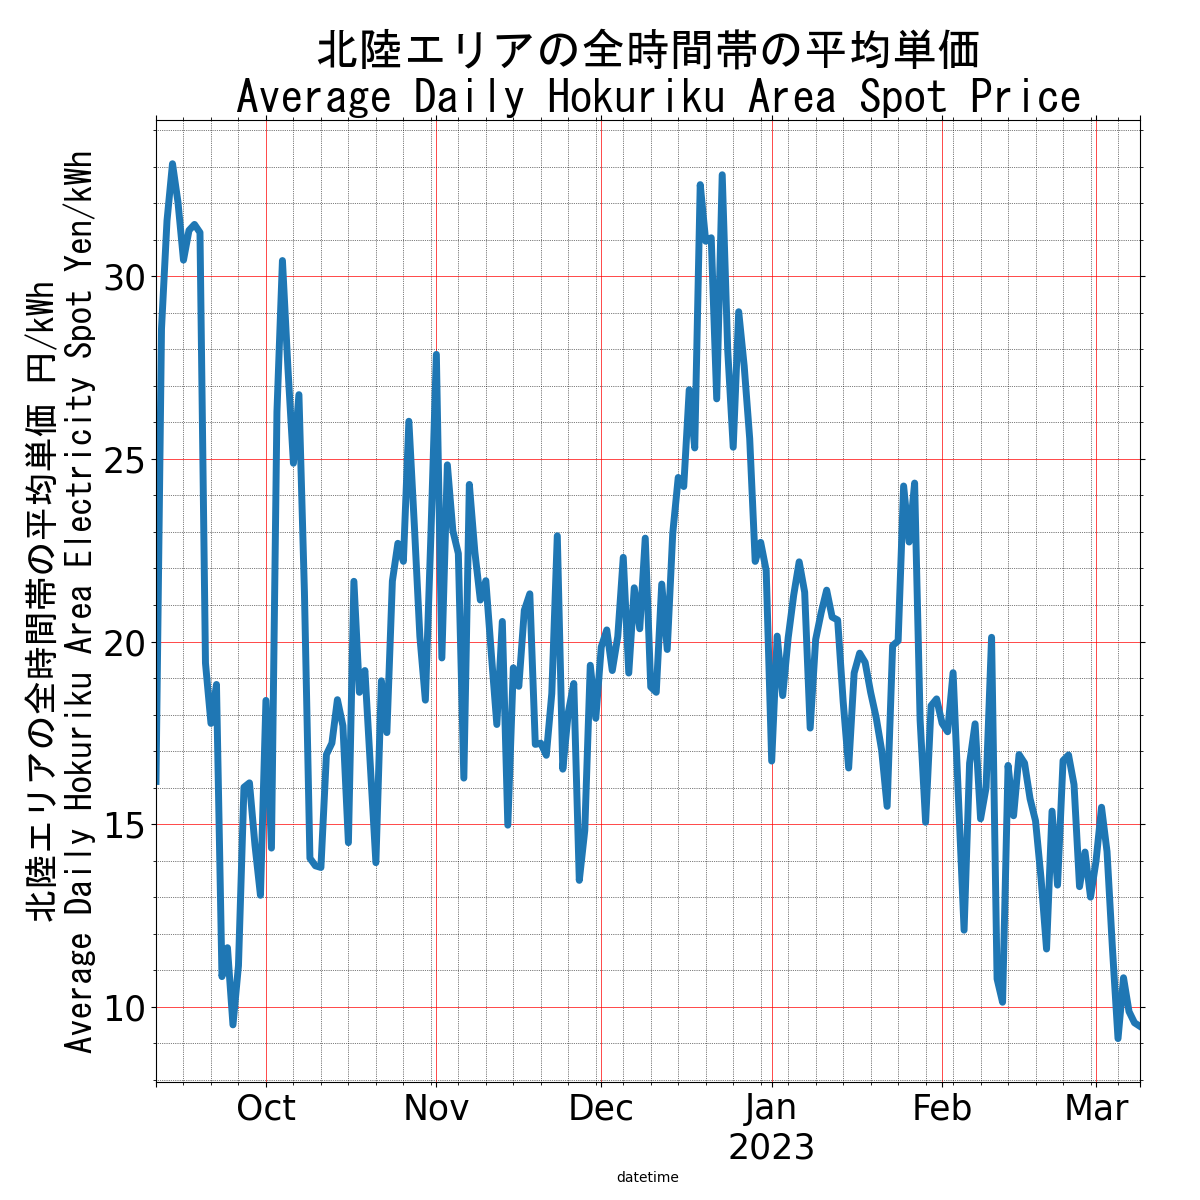 北陸エリアの全時間帯の平均単価
Average Daily Hokuriku Area Spot Price
北陸エリアの全時間帯の平均単価 円/kWh
Average Daily Hokuriku Area Electricity Spot Yen/kWh
30
25
20
15
10
Oct
Nov
Dec
Jan
Feb
Mar
2023
datetime